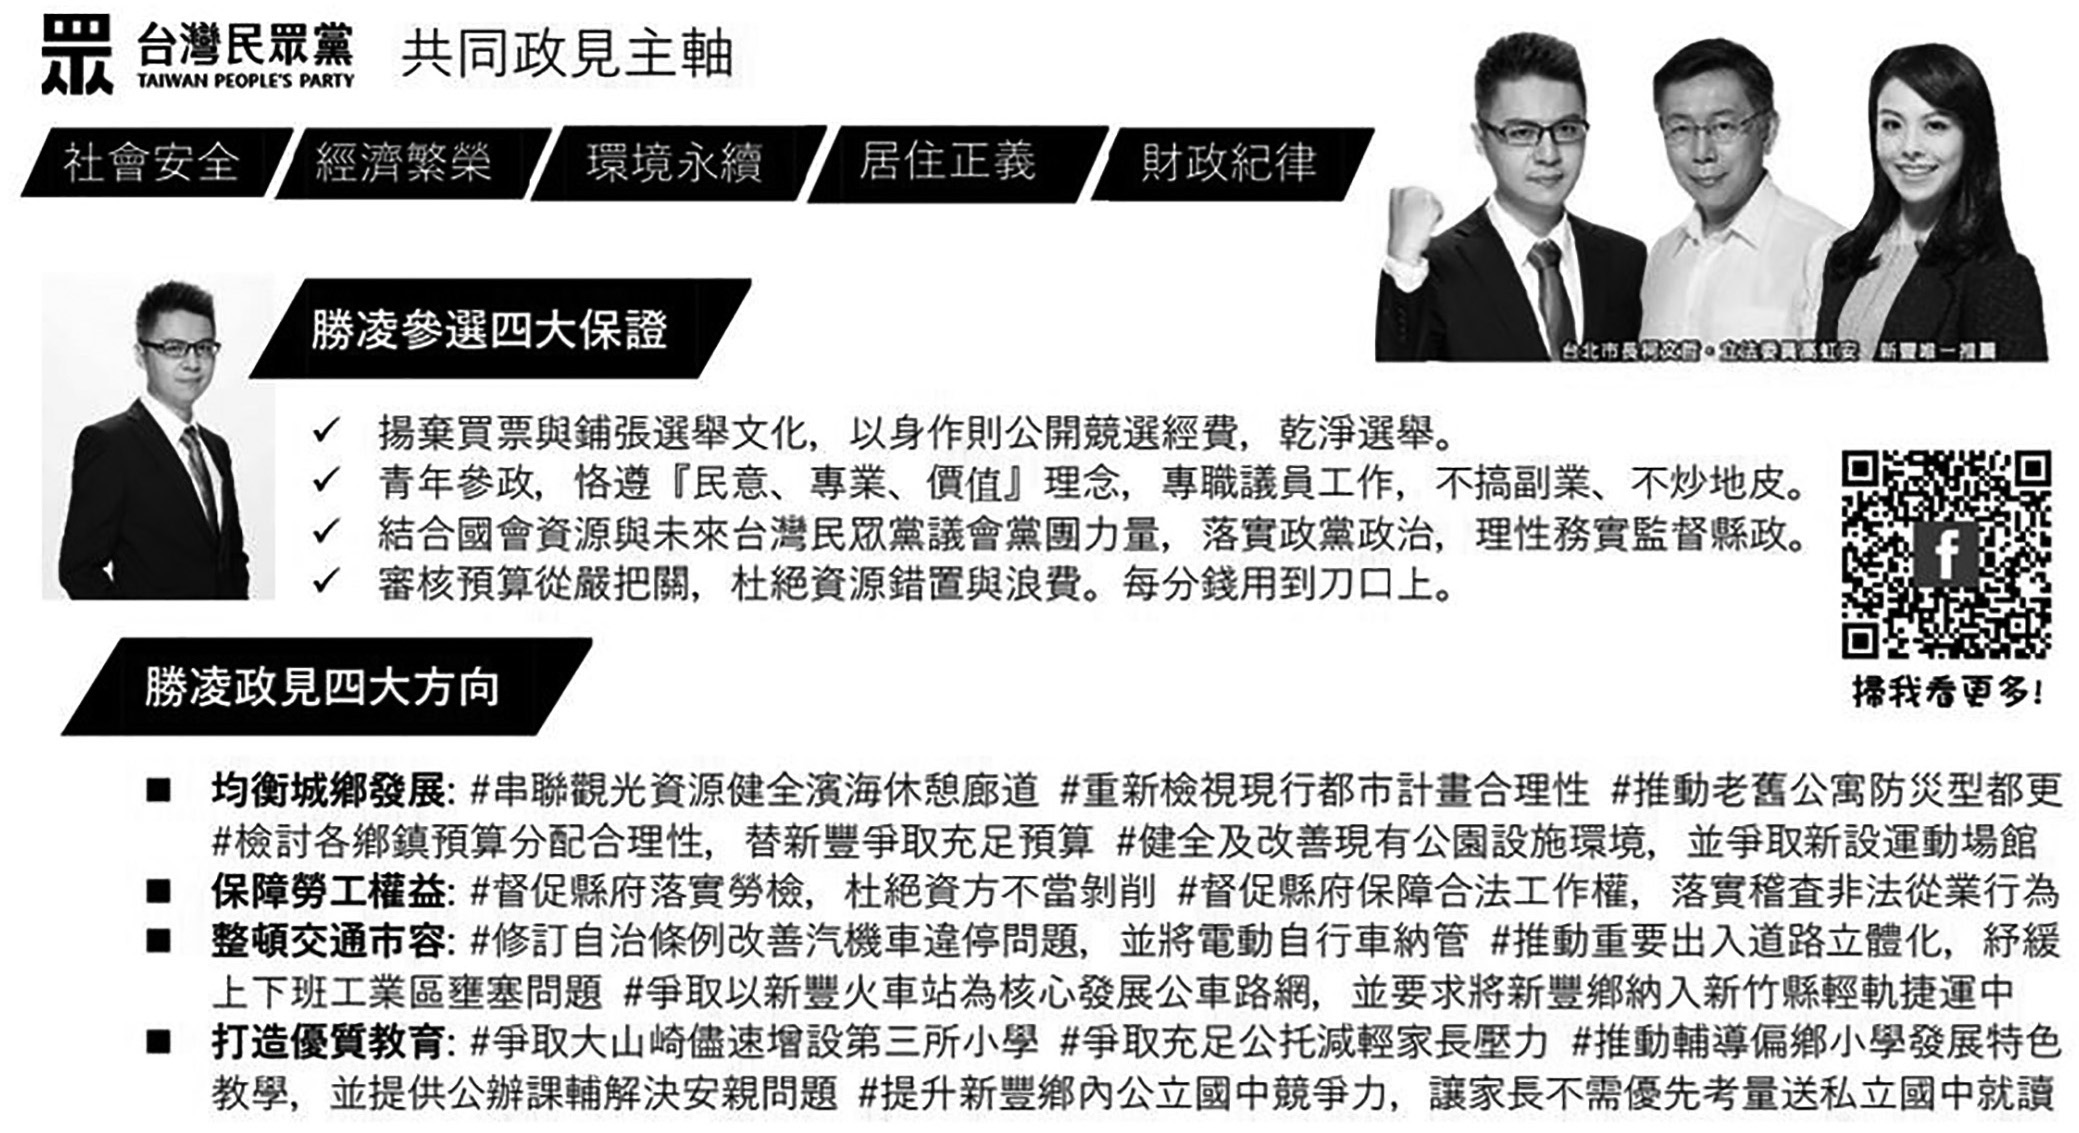 眾 台灣民眾黨 共同政見主軸
TAIWAN PEOPLE'S PARTY
社會安全 經濟繁榮 環境永續 居住正義 財政紀律
台北市長柯文哲・立法委員高虹安 新豐唯一推薦
勝凌參選四大保證
✓ 揚棄買票與鋪張選舉文化，以身作則公開競選經費，乾淨選舉。
✓ 青年參政，恪遵『民意、專業、價值』理念，專職議員工作，不搞副業、不炒地皮。
✓ 結合國會資源與未來台灣民眾黨議會黨團力量，落實政黨政治，理性務實監督縣政。
✓ 審核預算從嚴把關，杜絕資源錯置與浪費。每分錢用到刀口上。
f
掃我看更多!
勝凌政見四大方向
■ 均衡城鄉發展: #串聯觀光資源健全濱海休憩廊道 #重新檢視現行都市計畫合理性 #推動老舊公寓防災型都更
#檢討各鄉鎮預算分配合理性，替新豐爭取充足預算 #健全及改善現有公園設施環境，並爭取新設運動場館
■ 保障勞工權益: #督促縣府落實勞檢，杜絕資方不當剝削 #督促縣府保障合法工作權，落實稽查非法從業行為
■ 整頓交通市容: #修訂自治條例改善汽機車違停問題，並將電動自行車納管 #推動重要出入道路立體化，紓緩
上下班工業區壅塞問題 #爭取以新豐火車站為核心發展公車路網，並要求將新豐鄉納入新竹縣輕軌捷運中
■ 打造優質教育: #爭取大山崎儘速增設第三所小學 #爭取充足公托減輕家長壓力 #推動輔導偏鄉小學發展特色
教學，並提供公辦課輔解決安親問題 #提升新豐鄉內公立國中競爭力，讓家長不需優先考量送私立國中就讀